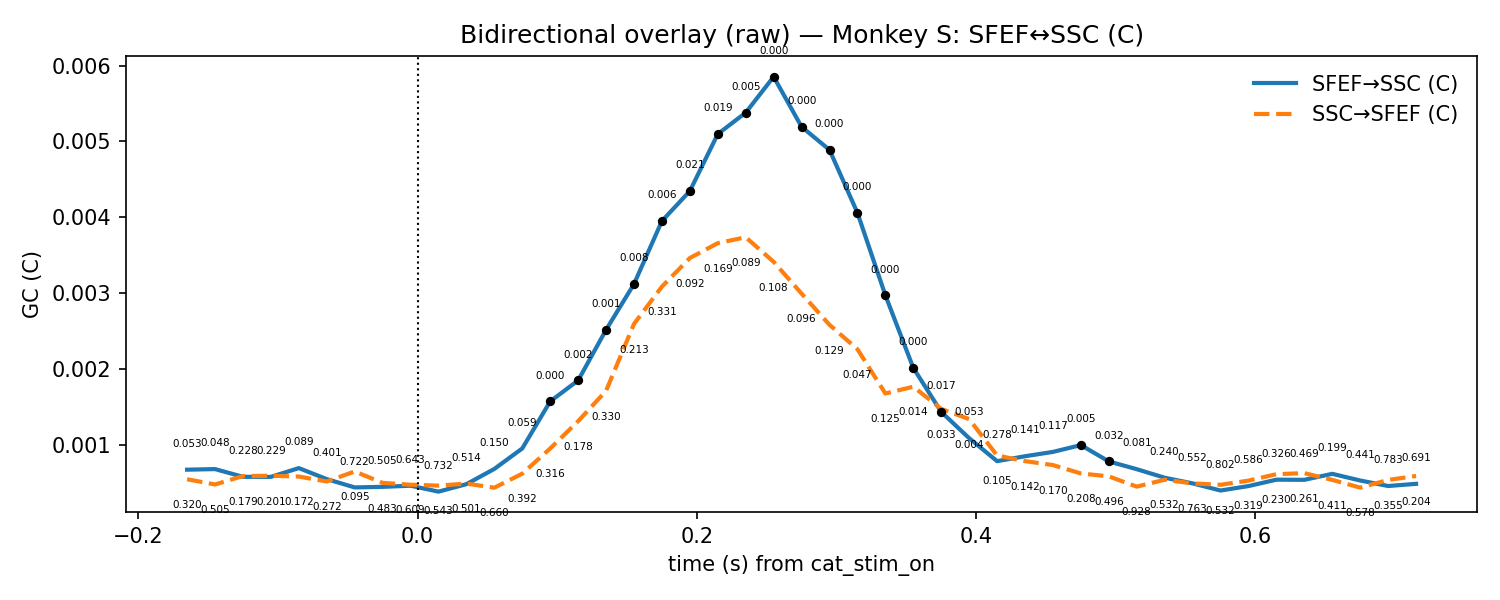 Bidirectional overlay (raw) — Monkey S: SFEF↔SSC (C)
SFEF→SSC (C)
SSC→SFEF (C)
GC (C)
0.006
0.005
0.004
0.003
0.002
0.001
0.053 0.048 0.228 0.229 0.089 0.401 0.722 0.505 0.643 0.732 0.514 0.150 0.059 0.000 0.002 0.001 0.008 0.006 0.021 0.019 0.005 0.000 0.000 0.000 0.000 0.000 0.000 0.017 0.053 0.278 0.141 0.117 0.005 0.032 0.081 0.240 0.552 0.802 0.586 0.326 0.469 0.199 0.441 0.783 0.691
0.320 0.505 0.179 0.201 0.172 0.272 0.095 0.483 0.543 0.501 0.660 0.392 0.316 0.178 0.330 0.213 0.331 0.092 0.169 0.089 0.108 0.096 0.129 0.047 0.125 0.014 0.033 0.004 0.105 0.142 0.170 0.208 0.496 0.928 0.532 0.763 0.532 0.319 0.230 0.261 0.411 0.578 0.355 0.204
−0.2 0.0 0.2 0.4 0.6
time (s) from cat_stim_on